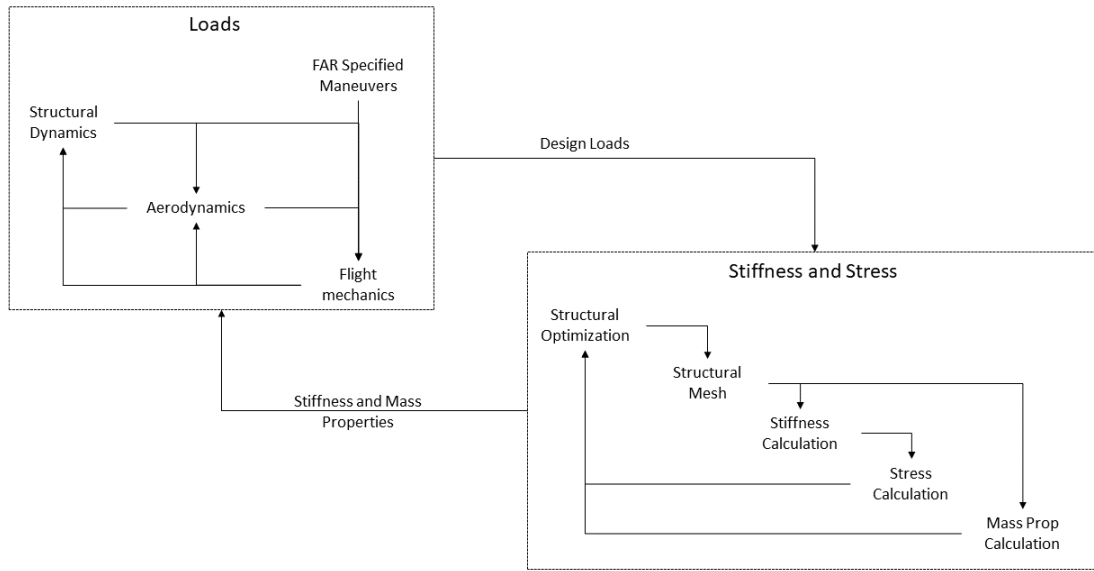 Loads
FAR Specified
Maneuvers
Structural
Dynamics
Aerodynamics
Flight
mechanics
Design Loads
Stiffness and Mass
Properties
Stiffness and Stress
Structural
Optimization
Structural
Mesh
Stiffness
Calculation
Stress
Calculation
Mass Prop
Calculation